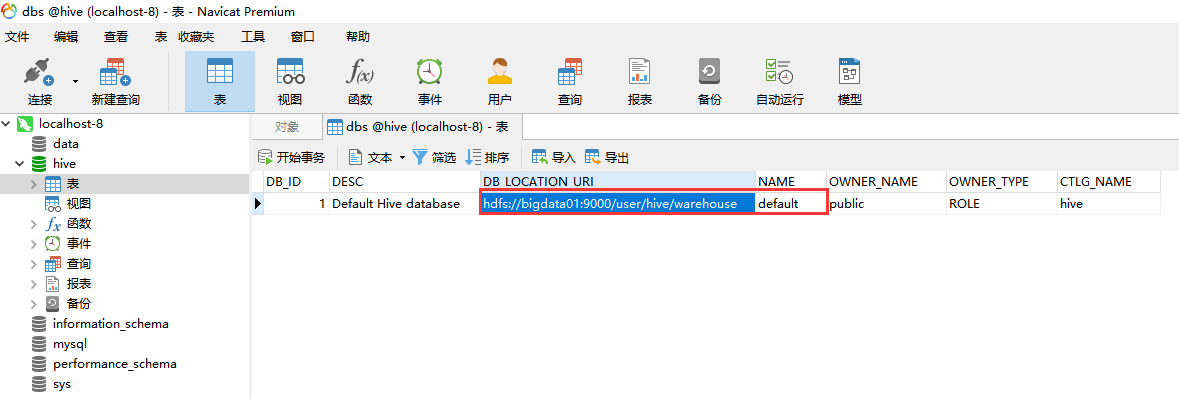 dbs @hive (localhost-8) - 表 - Navicat Premium
文件 编辑 查看 表 收藏夹 工具 窗口 帮助
连接 新建查询 表 视图 f(x) 函数 事件 用户 查询 报表 备份 自动运行 模型
localhost-8
data
hive
表
视图
fx 函数
事件
查询
报表
备份
information_schema
mysql
performance_schema
sys
对象 dbs @hive (localhost-8) - 表
开始事务 文本 筛选 排序 导入 导出
DB_ID DESC DB_LOCATION_URI NAME OWNER_NAME OWNER_TYPE CTLG_NAME
1 Default Hive database hdfs://bigdata01:9000/user/hive/warehouse default public ROLE hive